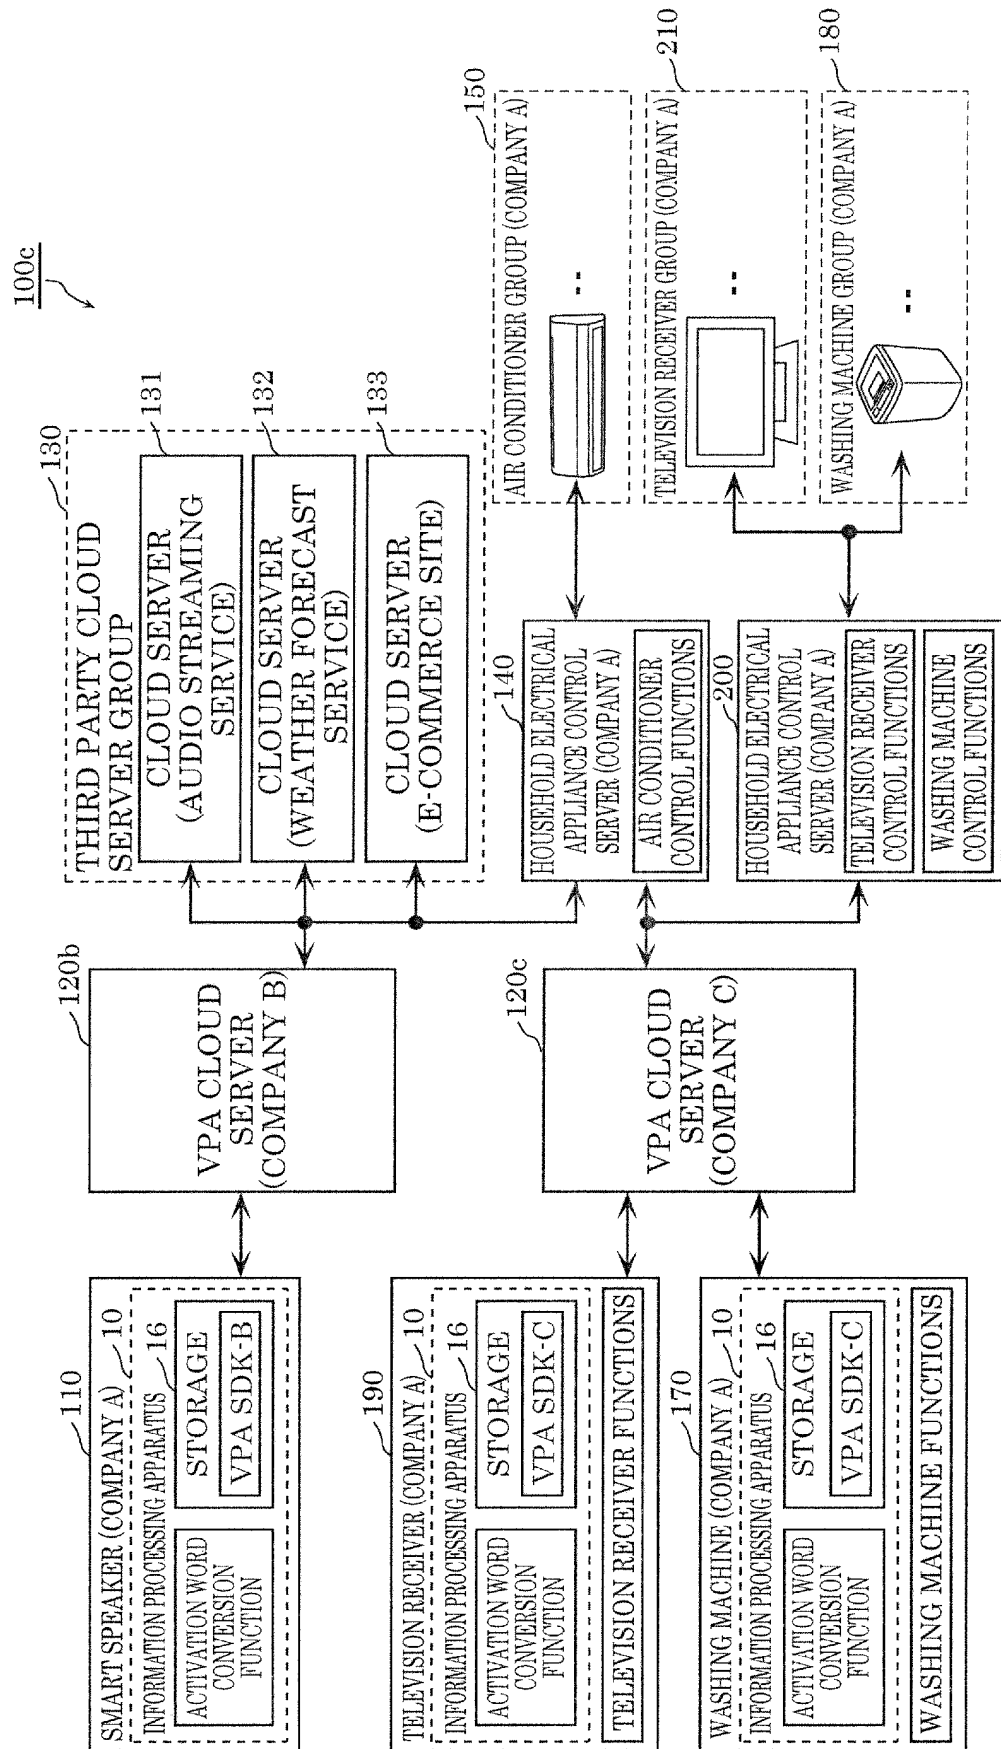 100c
110
SMART SPEAKER (COMPANY A)
10
INFORMATION PROCESSING APPARATUS
16
ACTIVATION WORD
CONVERSION
FUNCTION
STORAGE
VPA SDK-B
190
TELEVISION RECEIVER (COMPANY A)
10
INFORMATION PROCESSING APPARATUS
16
ACTIVATION WORD
CONVERSION
FUNCTION
STORAGE
VPA SDK-C
TELEVISION RECEIVER FUNCTIONS
170
WASHING MACHINE (COMPANY A)
10
INFORMATION PROCESSING APPARATUS
16
ACTIVATION WORD
CONVERSION
FUNCTION
STORAGE
VPA SDK-C
WASHING MACHINE FUNCTIONS
120b
VPA CLOUD
SERVER
(COMPANY B)
120c
VPA CLOUD
SERVER
(COMPANY C)
130
THIRD PARTY CLOUD
SERVER GROUP
131
CLOUD SERVER
(AUDIO STREAMING
SERVICE)
132
CLOUD SERVER
(WEATHER FORECAST
SERVICE)
133
CLOUD SERVER
(E-COMMERCE SITE)
140
HOUSEHOLD ELECTRICAL
APPLIANCE CONTROL
SERVER (COMPANY A)
AIR CONDITIONER
CONTROL FUNCTIONS
200
HOUSEHOLD ELECTRICAL
APPLIANCE CONTROL
SERVER (COMPANY A)
TELEVISION RECEIVER
CONTROL FUNCTIONS
WASHING MACHINE
CONTROL FUNCTIONS
150
AIR CONDITIONER GROUP (COMPANY A)
210
TELEVISION RECEIVER GROUP (COMPANY A)
180
WASHING MACHINE GROUP (COMPANY A)